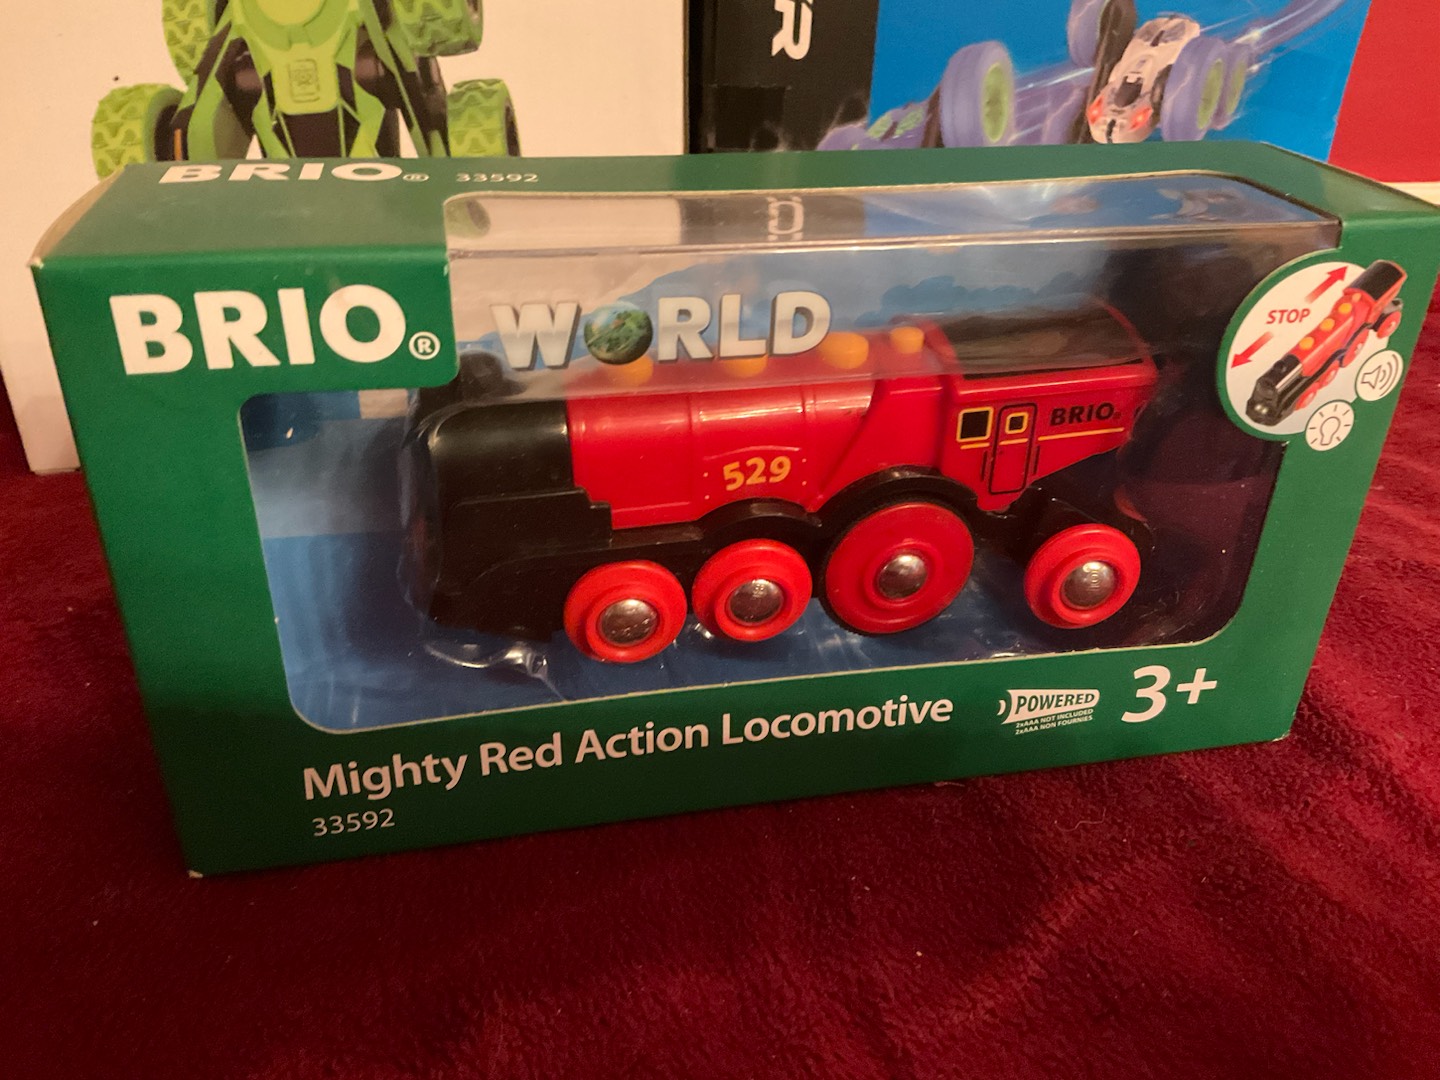 BRIO® 33592
BRIO®
WORLD
STOP
529
BRIO
Mighty Red Action Locomotive
33592
POWERED
2xAAA NOT INCLUDED
2xAAA NON FOURNIES
3+